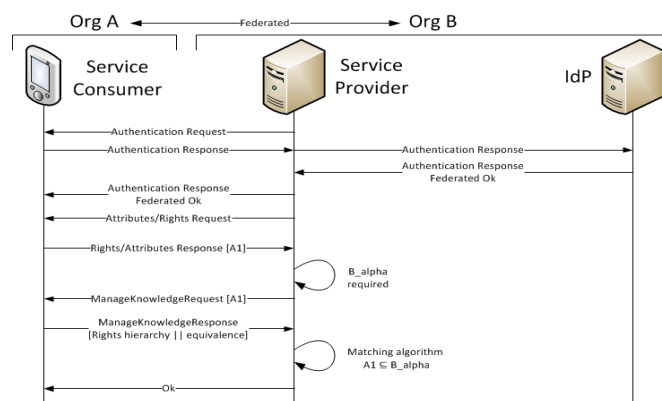 Org A
Federated
Org B
Service
Consumer
Service
Provider
IdP
Authentication Request
Authentication Response
Authentication Response
Authentication Response
Federated Ok
Authentication Response
Federated Ok
Attributes/Rights Request
Rights/Attributes Response [A1]
B_alpha
required
ManageKnowledgeRequest [A1]
ManageKnowledgeResponse
[Rights hierarchy || equivalence]
Matching algorithm
A1 ⊆ B_alpha
Ok